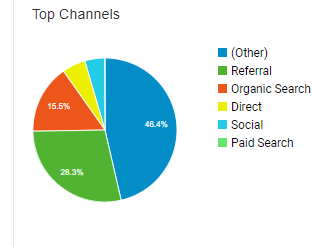 Top Channels
(Other)
Referral
Organic Search
Direct
Social
Paid Search
46.4%
15.5%
28.3%